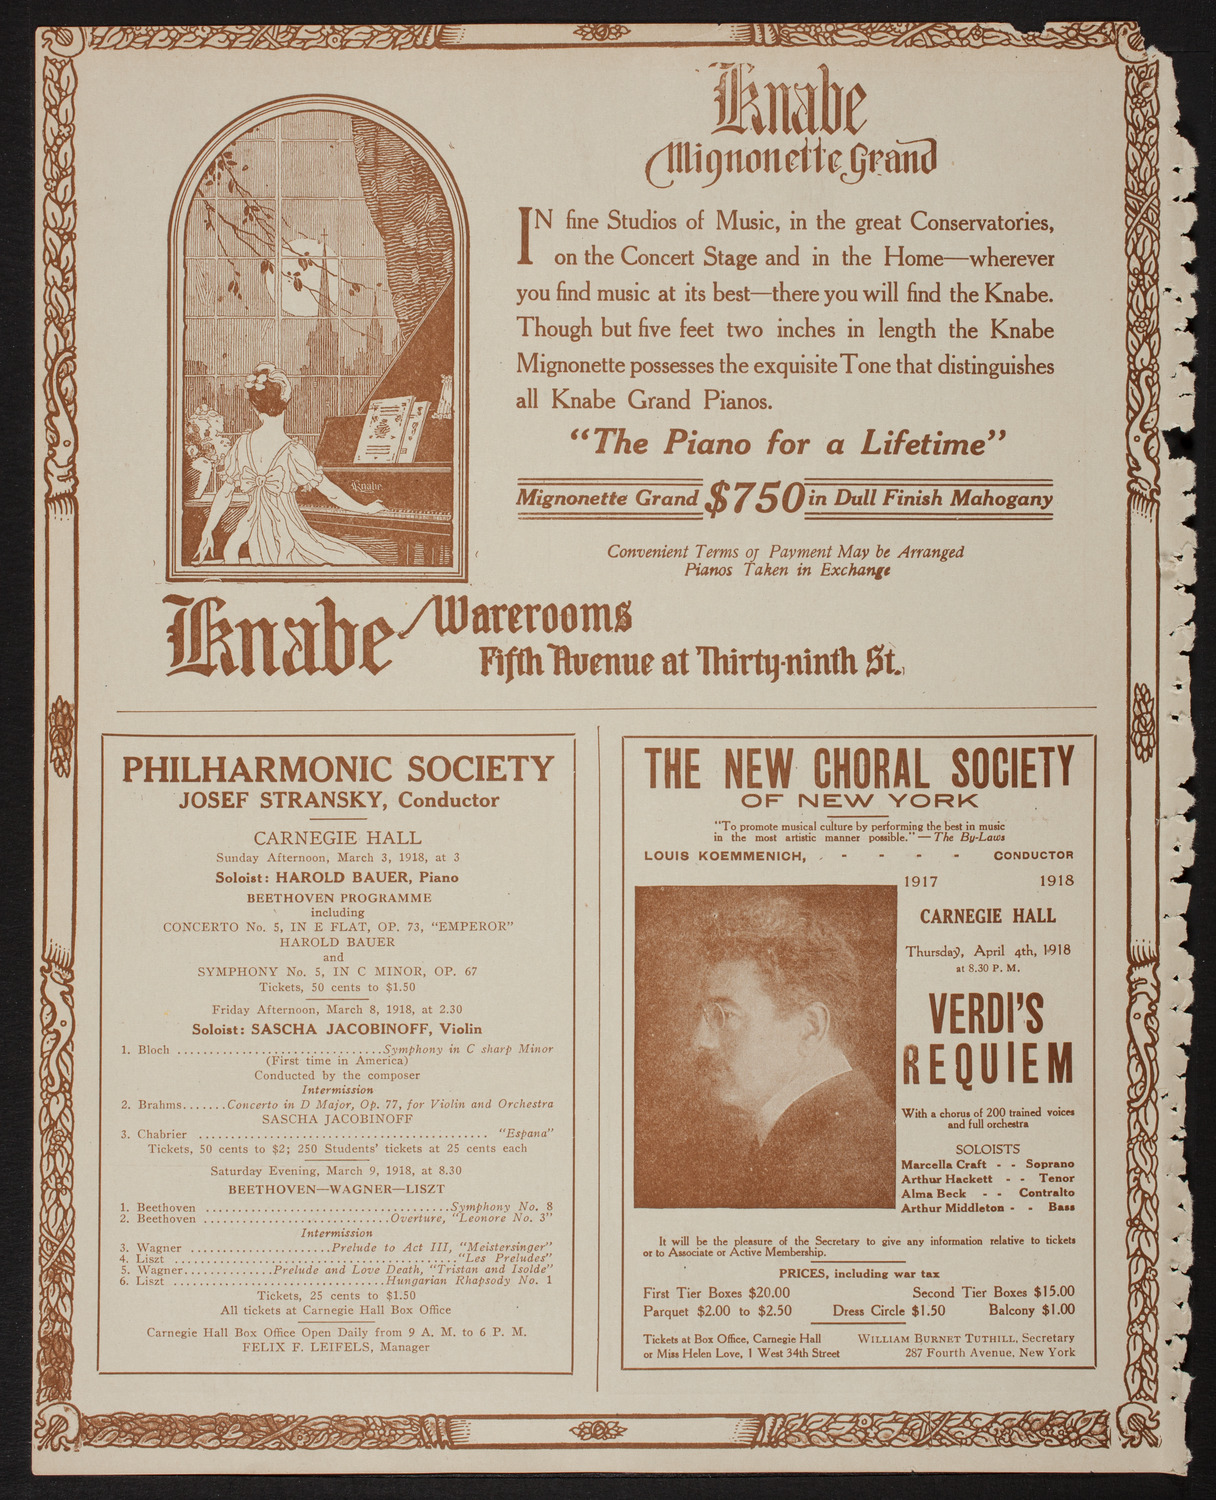 Knabe
Mignonette Grand
IN fine Studios of Music, in the great Conservatories,
on the Concert Stage and in the Home—wherever
you find music at its best—there you will find the Knabe.
Though but five feet two inches in length the Knabe
Mignonette possesses the exquisite Tone that distinguishes
all Knabe Grand Pianos.
"The Piano for a Lifetime"
Mignonette Grand $750 in Dull Finish Mahogany
Convenient Terms of Payment May be Arranged
Pianos Taken in Exchange
Knabe
Knabe Warerooms
Fifth Avenue at Thirty-ninth St.
PHILHARMONIC SOCIETY
JOSEF STRANSKY, Conductor
CARNEGIE HALL
Sunday Afternoon, March 3, 1918, at 3
Soloist: HAROLD BAUER, Piano
BEETHOVEN PROGRAMME
including
CONCERTO No. 5, IN E FLAT, OP. 73, "EMPEROR"
HAROLD BAUER
and
SYMPHONY No. 5, IN C MINOR, OP. 67
Tickets, 50 cents to $1.50
Friday Afternoon, March 8, 1918, at 2.30
Soloist: SASCHA JACOBINOFF, Violin
1. Bloch ................................Symphony in C sharp Minor
(First time in America)
Conducted by the composer
Intermission
2. Brahms.......Concerto in D Major, Op. 77, for Violin and Orchestra
SASCHA JACOBINOFF
3. Chabrier ............................................. "Espana"
Tickets, 50 cents to $2; 250 Students' tickets at 25 cents each
Saturday Evening, March 9, 1918, at 8.30
BEETHOVEN—WAGNER—LISZT
1. Beethoven ......................................Symphony No. 8
2. Beethoven .............................Overture, "Leonore No. 3"
Intermission
3. Wagner ......................Prelude to Act III, "Meistersinger"
4. Liszt ............................................"Les Preludes"
5. Wagner.............Prelude and Love Death, "Tristan and Isolde"
6. Liszt .................................Hungarian Rhapsody No. 1
Tickets, 25 cents to $1.50
All tickets at Carnegie Hall Box Office
Carnegie Hall Box Office Open Daily from 9 A. M. to 6 P. M.
FELIX F. LEIFELS, Manager
THE NEW CHORAL SOCIETY
OF NEW YORK
"To promote musical culture by performing the best in music
in the most artistic manner possible."—The By-Laws
LOUIS KOEMMENICH, - - - - CONDUCTOR
1917 1918
CARNEGIE HALL
Thursday, April 4th, 1918
at 8.30 P. M.
VERDI'S
REQUIEM
With a chorus of 200 trained voices
and full orchestra
SOLOISTS
Marcella Craft - - Soprano
Arthur Hackett - - Tenor
Alma Beck - - Contralto
Arthur Middleton - - Bass
It will be the pleasure of the Secretary to give any information relative to tickets
or to Associate or Active Membership.
PRICES, including war tax
First Tier Boxes $20.00 Second Tier Boxes $15.00
Parquet $2.00 to $2.50 Dress Circle $1.50 Balcony $1.00
Tickets at Box Office, Carnegie Hall
or Miss Helen Love, 1 West 34th Street
WILLIAM BURNET TUTHILL, Secretary
287 Fourth Avenue, New York